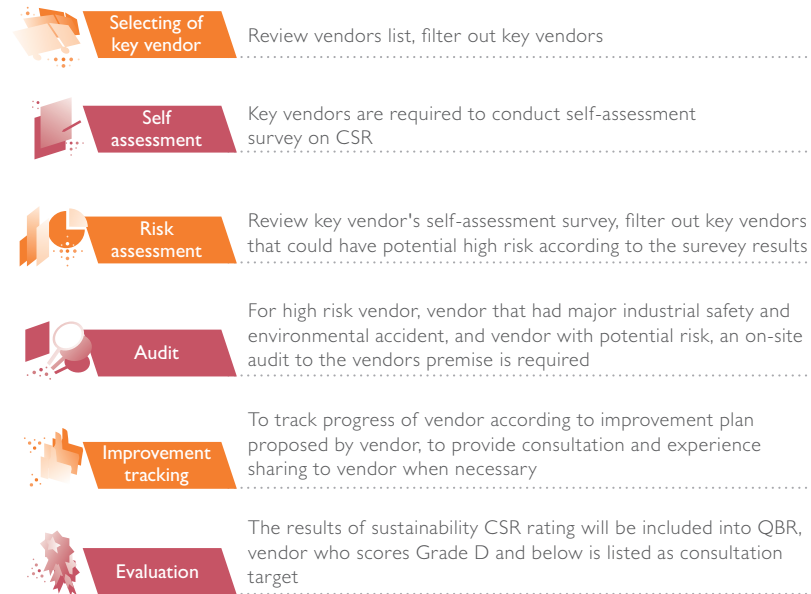 Selecting of
key vendor
Review vendors list, filter out key vendors
Self
assessment
Key vendors are required to conduct self-assessment
survey on CSR
Risk
assessment
Review key vendor's self-assessment survey, filter out key vendors
that could have potential high risk according to the surevey results
Audit
For high risk vendor, vendor that had major industrial safety and
environmental accident, and vendor with potential risk, an on-site
audit to the vendors premise is required
Improvement
tracking
To track progress of vendor according to improvement plan
proposed by vendor, to provide consultation and experience
sharing to vendor when necessary
Evaluation
The results of sustainability CSR rating will be included into QBR,
vendor who scores Grade D and below is listed as consultation
target